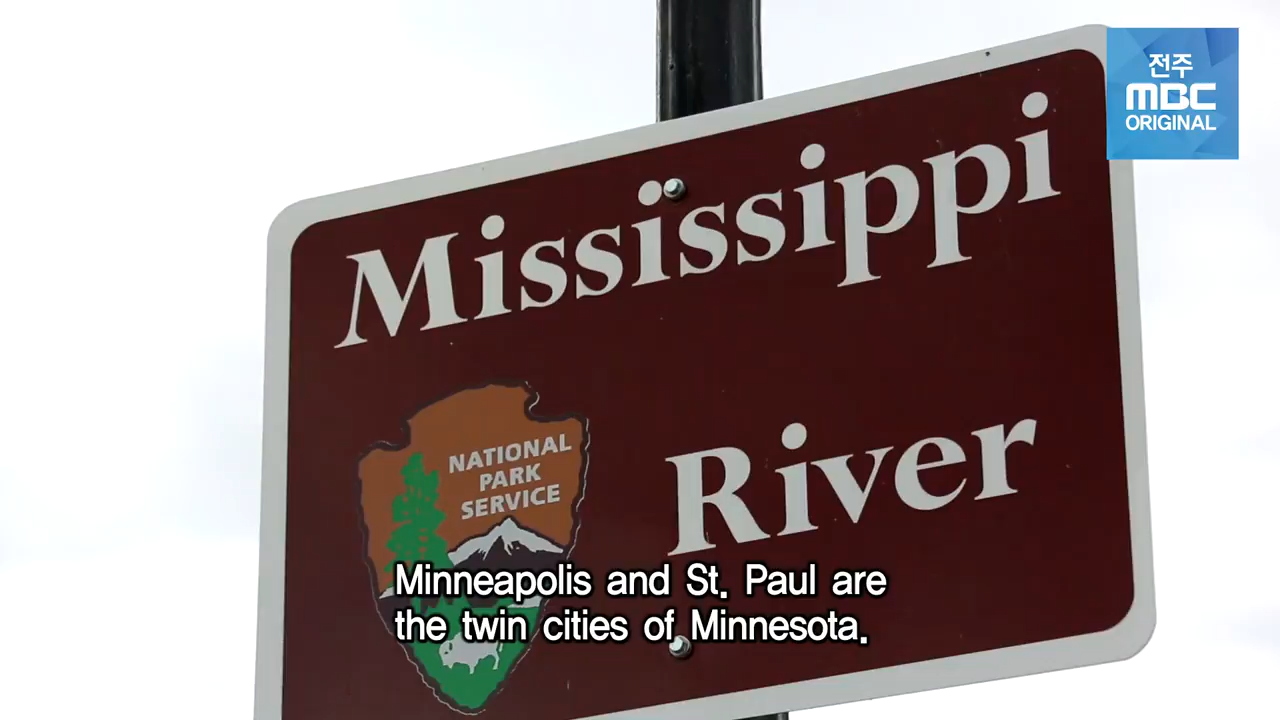 전주
MBC
ORIGINAL
Mississippi
NATIONAL
PARK
SERVICE
River
Minneapolis and St. Paul are
the twin cities of Minnesota.